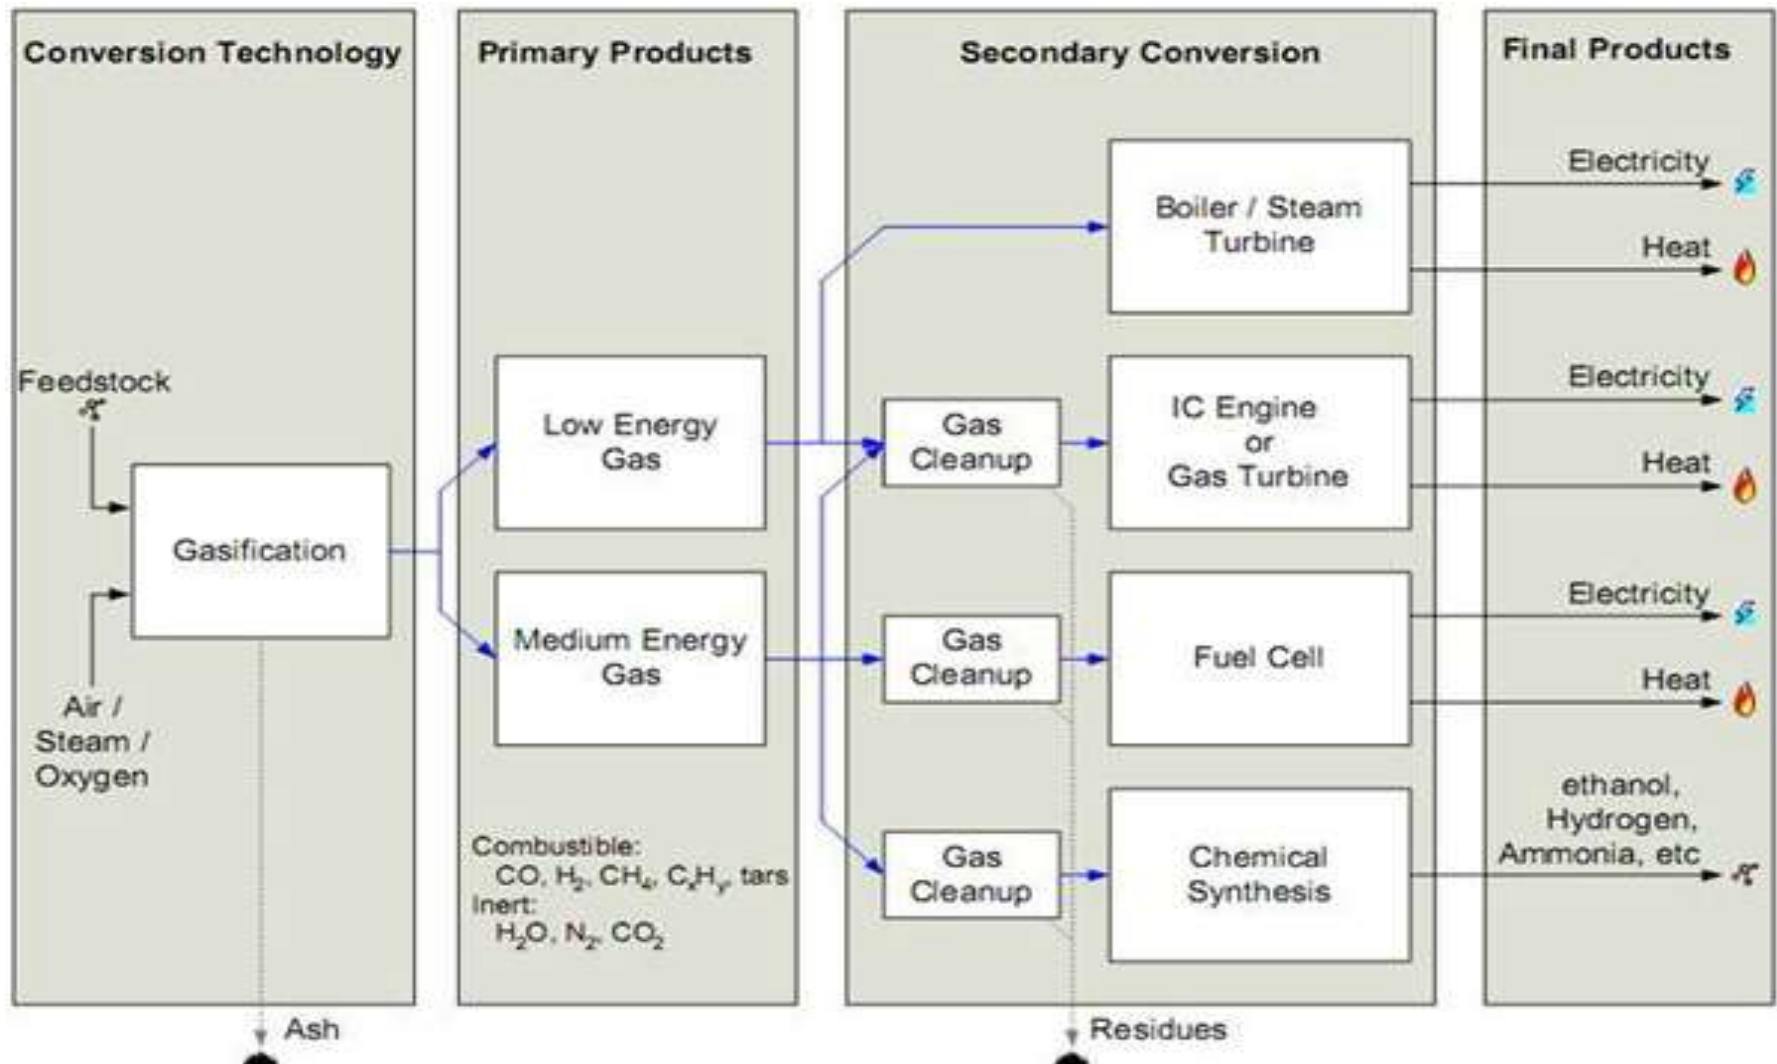 Conversion Technology
Feedstock
Gasification
Air /
Steam /
Oxygen
Ash
Primary Products
Low Energy
Gas
Medium Energy
Gas
Combustible:
CO, H₂, CH₄, CₓHᵧ, tars
Inert:
H₂O, N₂, CO₂
Secondary Conversion
Boiler / Steam
Turbine
Gas
Cleanup
IC Engine
or
Gas Turbine
Gas
Cleanup
Fuel Cell
Gas
Cleanup
Chemical
Synthesis
Residues
Final Products
Electricity
Heat
Electricity
Heat
Electricity
Heat
ethanol,
Hydrogen,
Ammonia, etc